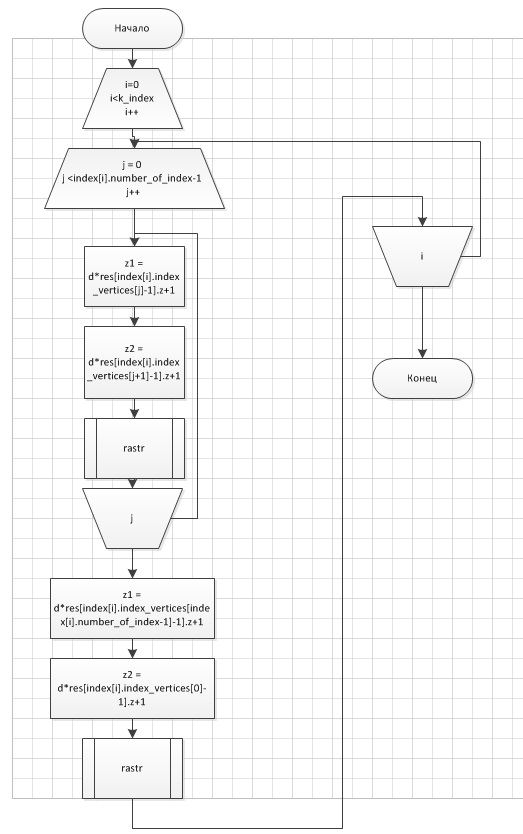 Начало
i=0
i<k_index
i++
j = 0
j <index[i].number_of_index-1
j++
z1 =
d*res[index[i].index
_vertices[j]-1].z+1
z2 =
d*res[index[i].index
_vertices[j+1]-1].z+1
rastr
j
z1 =
d*res[index[i].index_vertices[inde
x[i].number_of_index-1]-1].z+1
z2 =
d*res[index[i].index_vertices[0]-
1].z+1
rastr
i
Конец